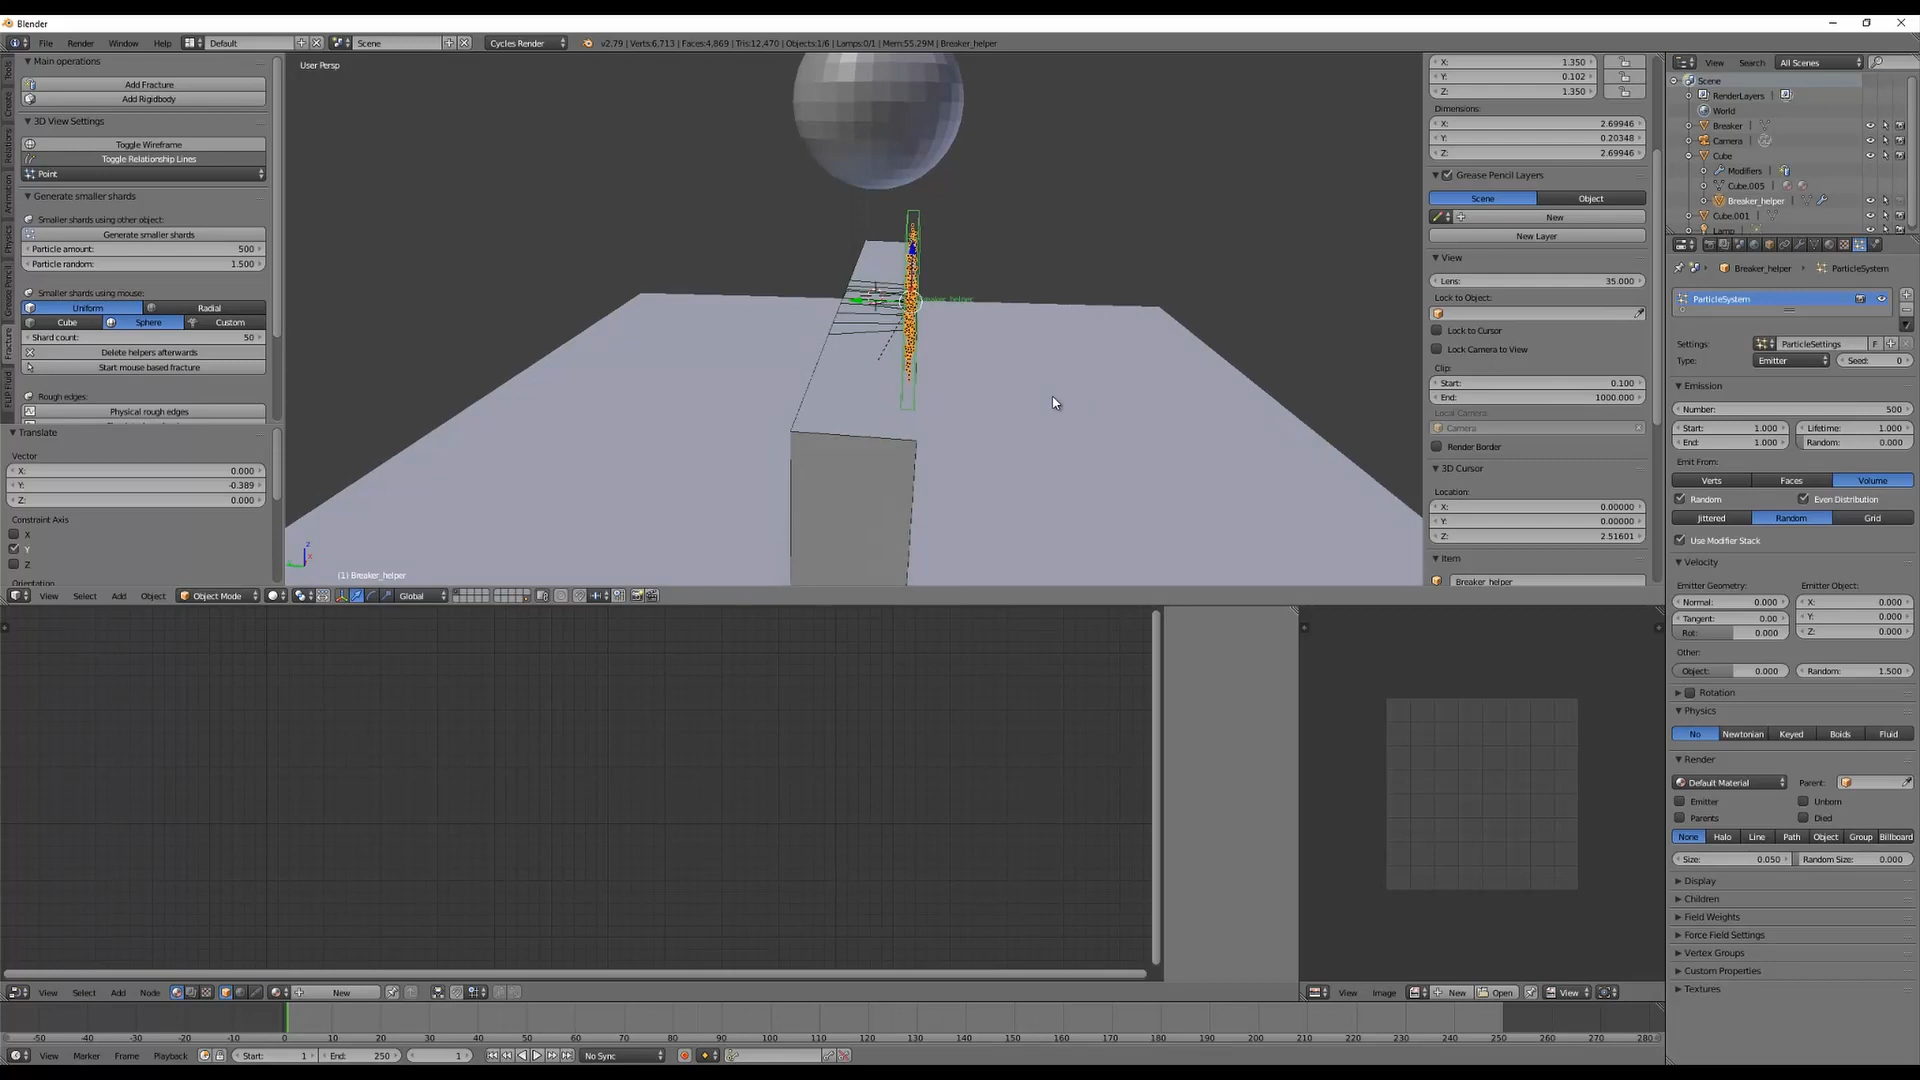 Blender
File Render Window Help Default Scene Cycles Render v2.79 | Verts:6,713 | Faces:4,869 | Tris:12,470 | Objects:1/6 | Lamps:0/1 | Mem:55.29M | Breaker_helper
Tools
Create
Relations
Animation
Physics
Grease Pencil
Fracture
FLIP Fluid
Main operations
Add Fracture
Add Rigidbody
3D View Settings
Toggle Wireframe
Toggle Relationship Lines
Point
Generate smaller shards
Smaller shards using other object:
Generate smaller shards
Particle amount: 500
Particle random: 1.500
Smaller shards using mouse:
Uniform Radial
Cube Sphere Custom
Shard count: 50
Delete helpers afterwards
Start mouse based fracture
Rough edges:
Physical rough edges
Translate
Vector
X: 0.000
Y: -0.389
Z: 0.000
Constraint Axis
X
Y
Z
Orientation
User Persp
(1) Breaker_helper
View Select Add Object Object Mode Global
X: 1.350
Y: 0.102
Z: 1.350
Dimensions:
X: 2.69946
Y: 0.20348
Z: 2.69946
Grease Pencil Layers
Scene Object
New
New Layer
View
Lens: 35.000
Lock to Object:
Lock to Cursor
Lock Camera to View
Clip:
Start: 0.100
End: 1000.000
Local Camera:
Camera
Render Border
3D Cursor
Location:
X: 0.00000
Y: 0.00000
Z: 2.51601
Item
Breaker_helper
View Search All Scenes
Scene
RenderLayers
World
Breaker
Camera
Cube
Modifiers
Cube.005
Breaker_helper
Cube.001
Lamp
Breaker_helper ParticleSystem
ParticleSystem
Settings: ParticleSettings F
Type: Emitter Seed: 0
Emission
Number: 500
Start: 1.000 Lifetime: 1.000
End: 1.000 Random: 0.000
Emit From:
Verts Faces Volume
Random Even Distribution
Jittered Random Grid
Use Modifier Stack
Velocity
Emitter Geometry: Emitter Object:
Normal: 0.000 X: 0.000
Tangent: 0.00 Y: 0.000
Rot: 0.000 Z: 0.000
Other:
Object: 0.000 Random: 1.500
Rotation
Physics
No Newtonian Keyed Boids Fluid
Render
Default Material Parent:
Emitter Unborn
Parents Died
None Halo Line Path Object Group Billboard
Size: 0.050 Random Size: 0.000
Display
Children
Field Weights
Force Field Settings
Vertex Groups
Custom Properties
Textures
View Select Add Node New
View Image New Open View
-50 -40 -30 -20 -10 0 10 20 30 40 50 60 70 80 90 100 110 120 130 140 150 160 170 180 190 200 210 220 230 240 250 260 270 280
View Marker Frame Playback Start: 1 End: 250 1 No Sync